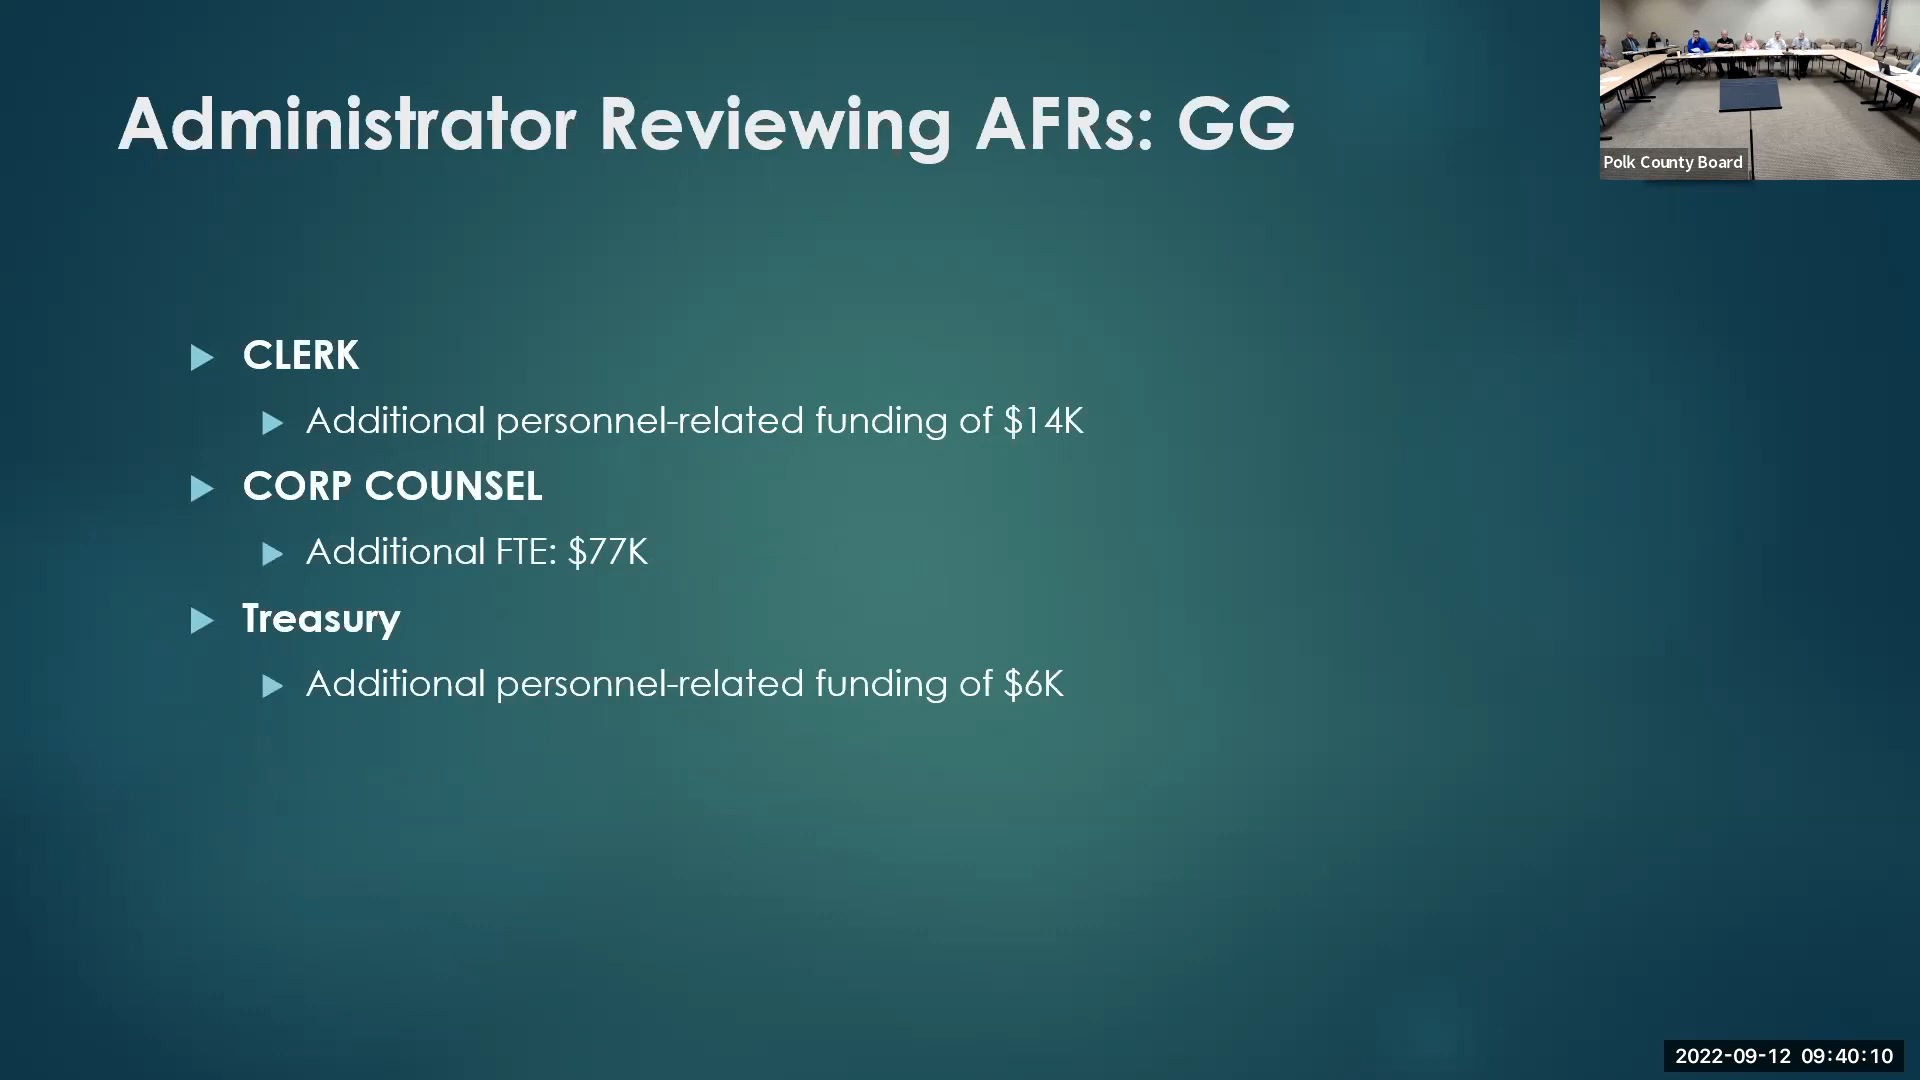 Administrator Reviewing AFRs: GG
Polk County Board
CLERK
Additional personnel-related funding of $14K
CORP COUNSEL
Additional FTE: $77K
Treasury
Additional personnel-related funding of $6K
2022-09-12 09:40:10